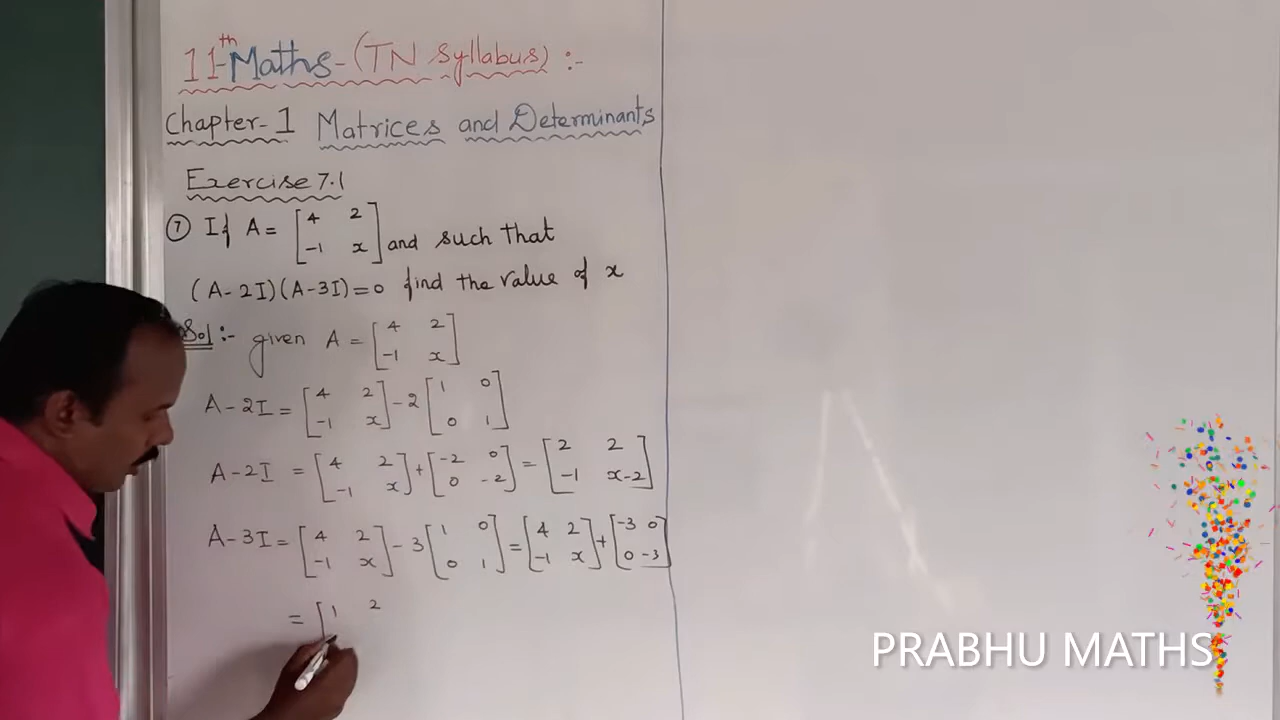 11th Maths - (TN Syllabus) :-
Chapter-1 Matrices and Determinants
Exercise 7.1
⑦ If A = [4 2
-1 x] and such that
(A-2I)(A-3I)=0 find the value of x
Sol :- given A = [4 2
-1 x]
A-2I = [4 2
-1 x] -2 [1 0
0 1]
A-2I = [4 2
-1 x] + [-2 0
0 -2] = [2 2
-1 x-2]
A-3I = [4 2
-1 x] - 3 [1 0
0 1] = [4 2
-1 x] + [-3 0
0 -3]
= [1 2
PRABHU MATHS